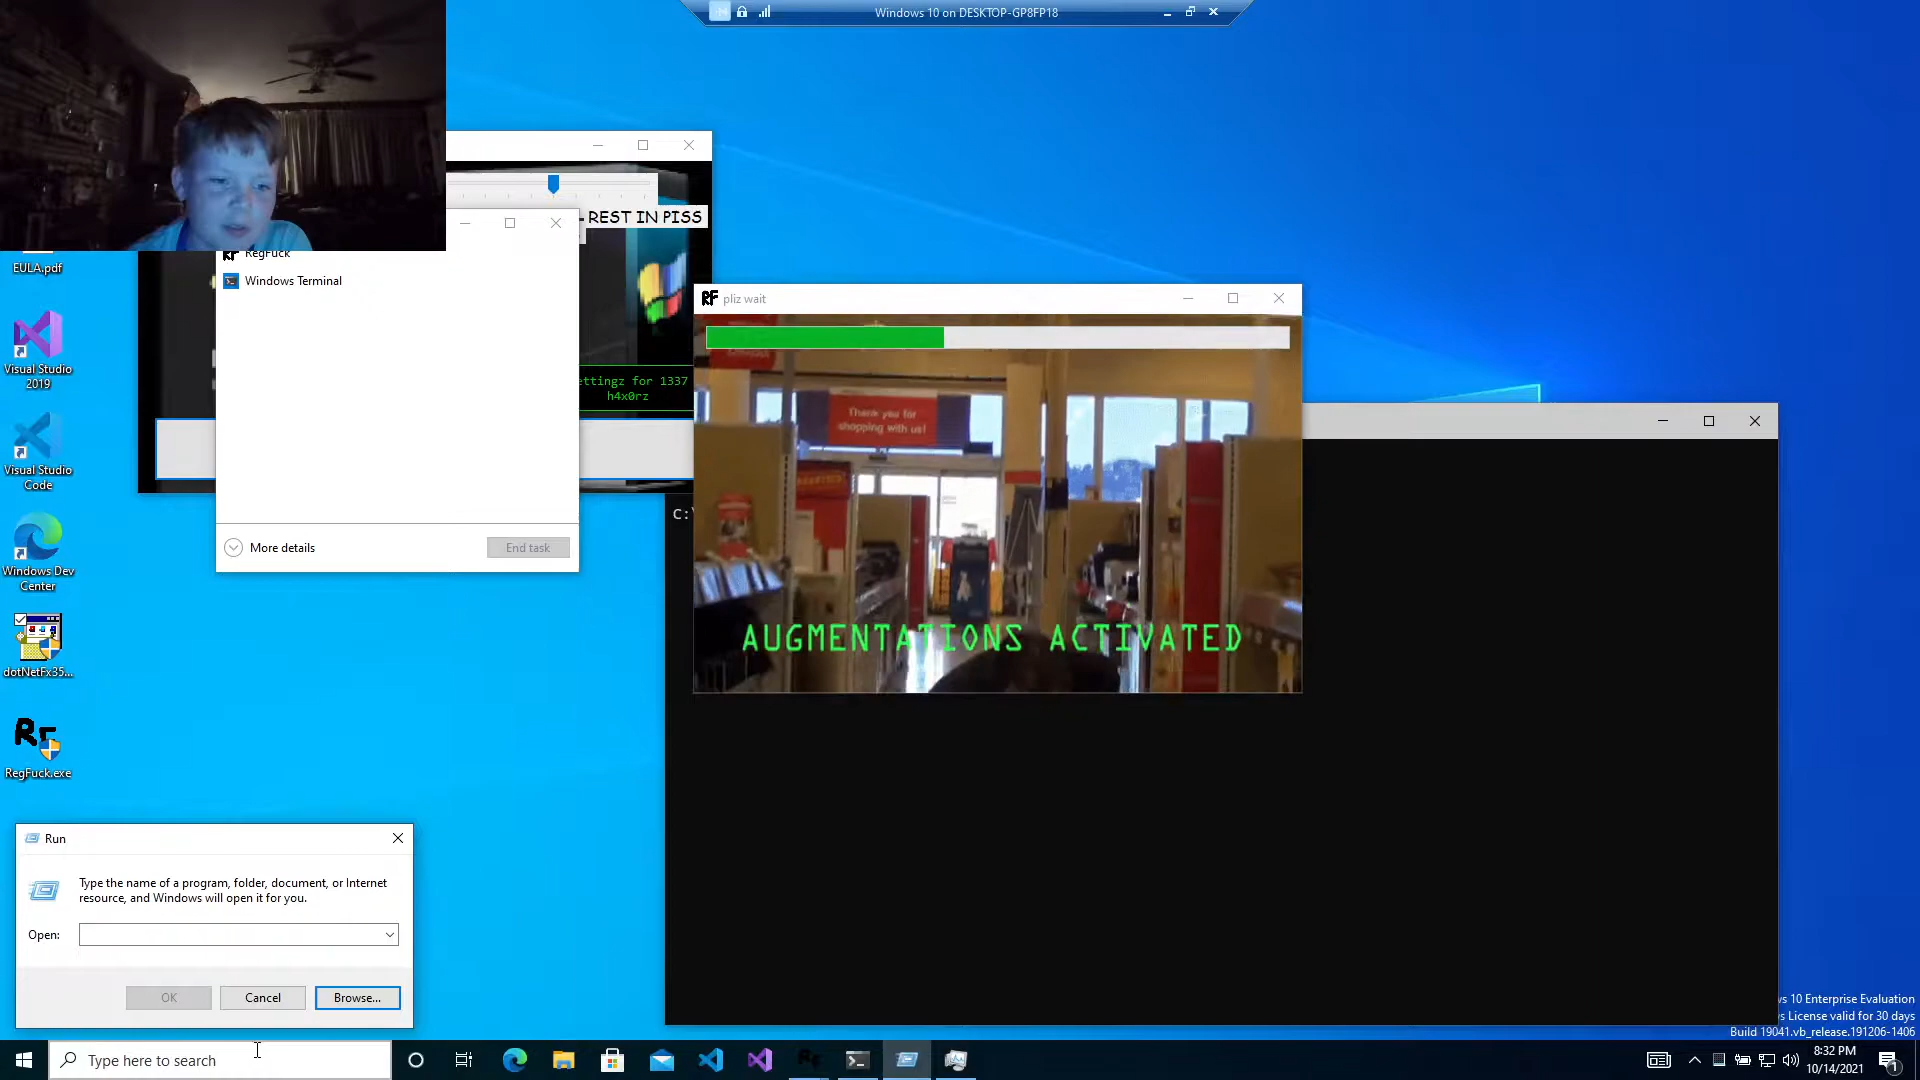 Windows 10 on DESKTOP-GP8FP18
REST IN PISS
RegFuck
Windows Terminal
EULA.pdf
Visual Studio
2019
Visual Studio
Code
Windows Dev
Center
dotNetFx35...
RegFuck.exe
ettingz for 1337
h4x0rz
More details
End task
RF pliz wait
Thank you for
shopping with us!
AUGMENTATIONS ACTIVATED
C:\
Run
Type the name of a program, folder, document, or Internet
resource, and Windows will open it for you.
Open:
OK
Cancel
Browse...
s 10 Enterprise Evaluation
s License valid for 30 days
Build 19041.vb_release.191206-1406
Type here to search
8:32 PM
10/14/2021
1